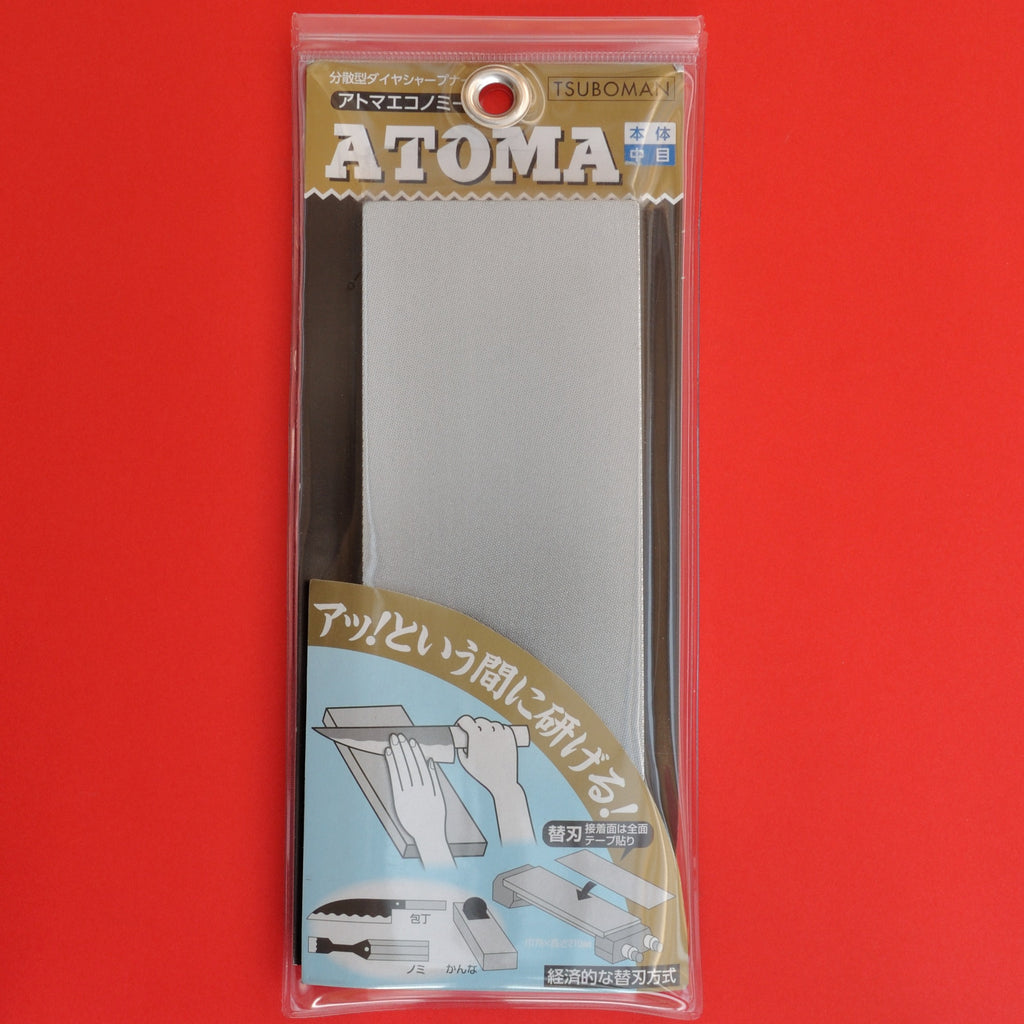 分散型ダイヤシャープナー
TSUBOMAN
アトマエコノミー
ATOMA
本体
中目
アッ!という間に研げる!
替刃 接着面は全面
テープ貼り
包丁
ノミ かんな
経済的な替刃方式